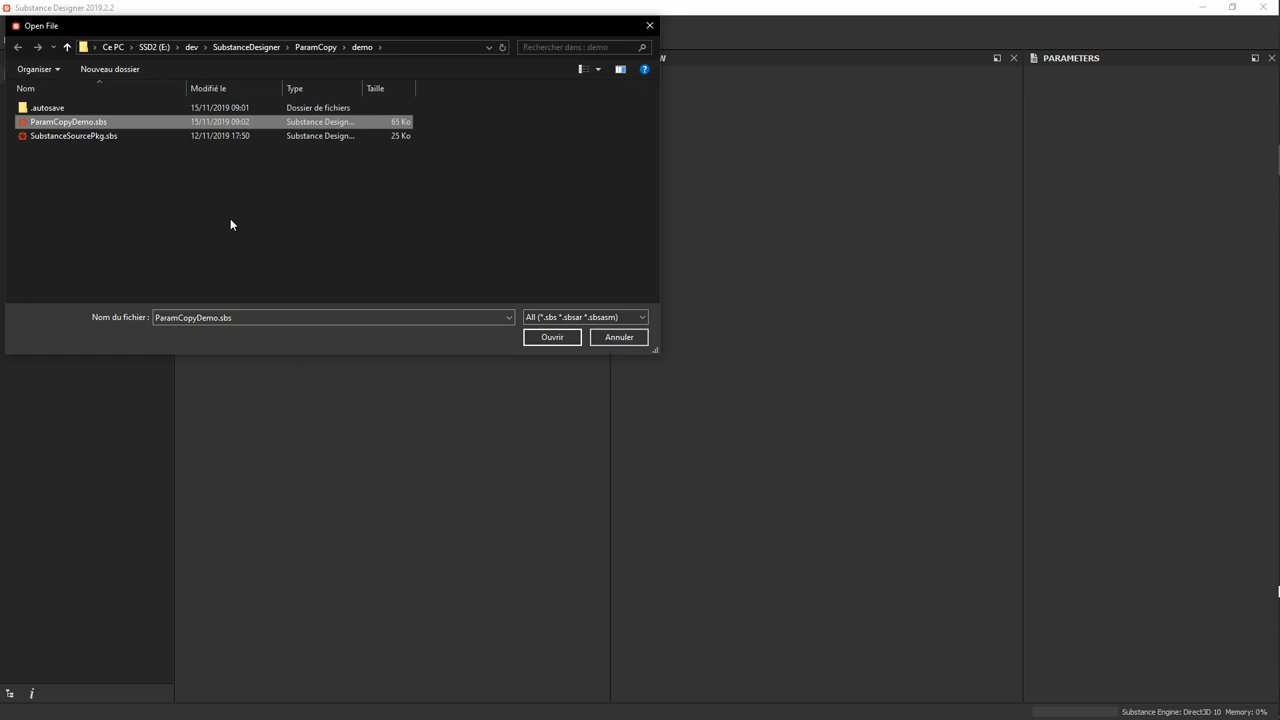 Substance Designer 2019.2.2
Open File
Ce PC > SSD2 (E:) > dev > SubstanceDesigner > ParamCopy > demo >
Rechercher dans : demo
W
PARAMETERS
Organiser
Nouveau dossier
Nom
Modifié le
Type
Taille
.autosave 15/11/2019 09:01 Dossier de fichiers
ParamCopyDemo.sbs 15/11/2019 09:02 Substance Design... 65 Ko
SubstanceSourcePkg.sbs 12/11/2019 17:50 Substance Design... 25 Ko
Nom du fichier : ParamCopyDemo.sbs
All (*.sbs *.sbsar *.sbsasm)
Ouvrir
Annuler
Substance Engine: Direct3D 10 Memory: 0%